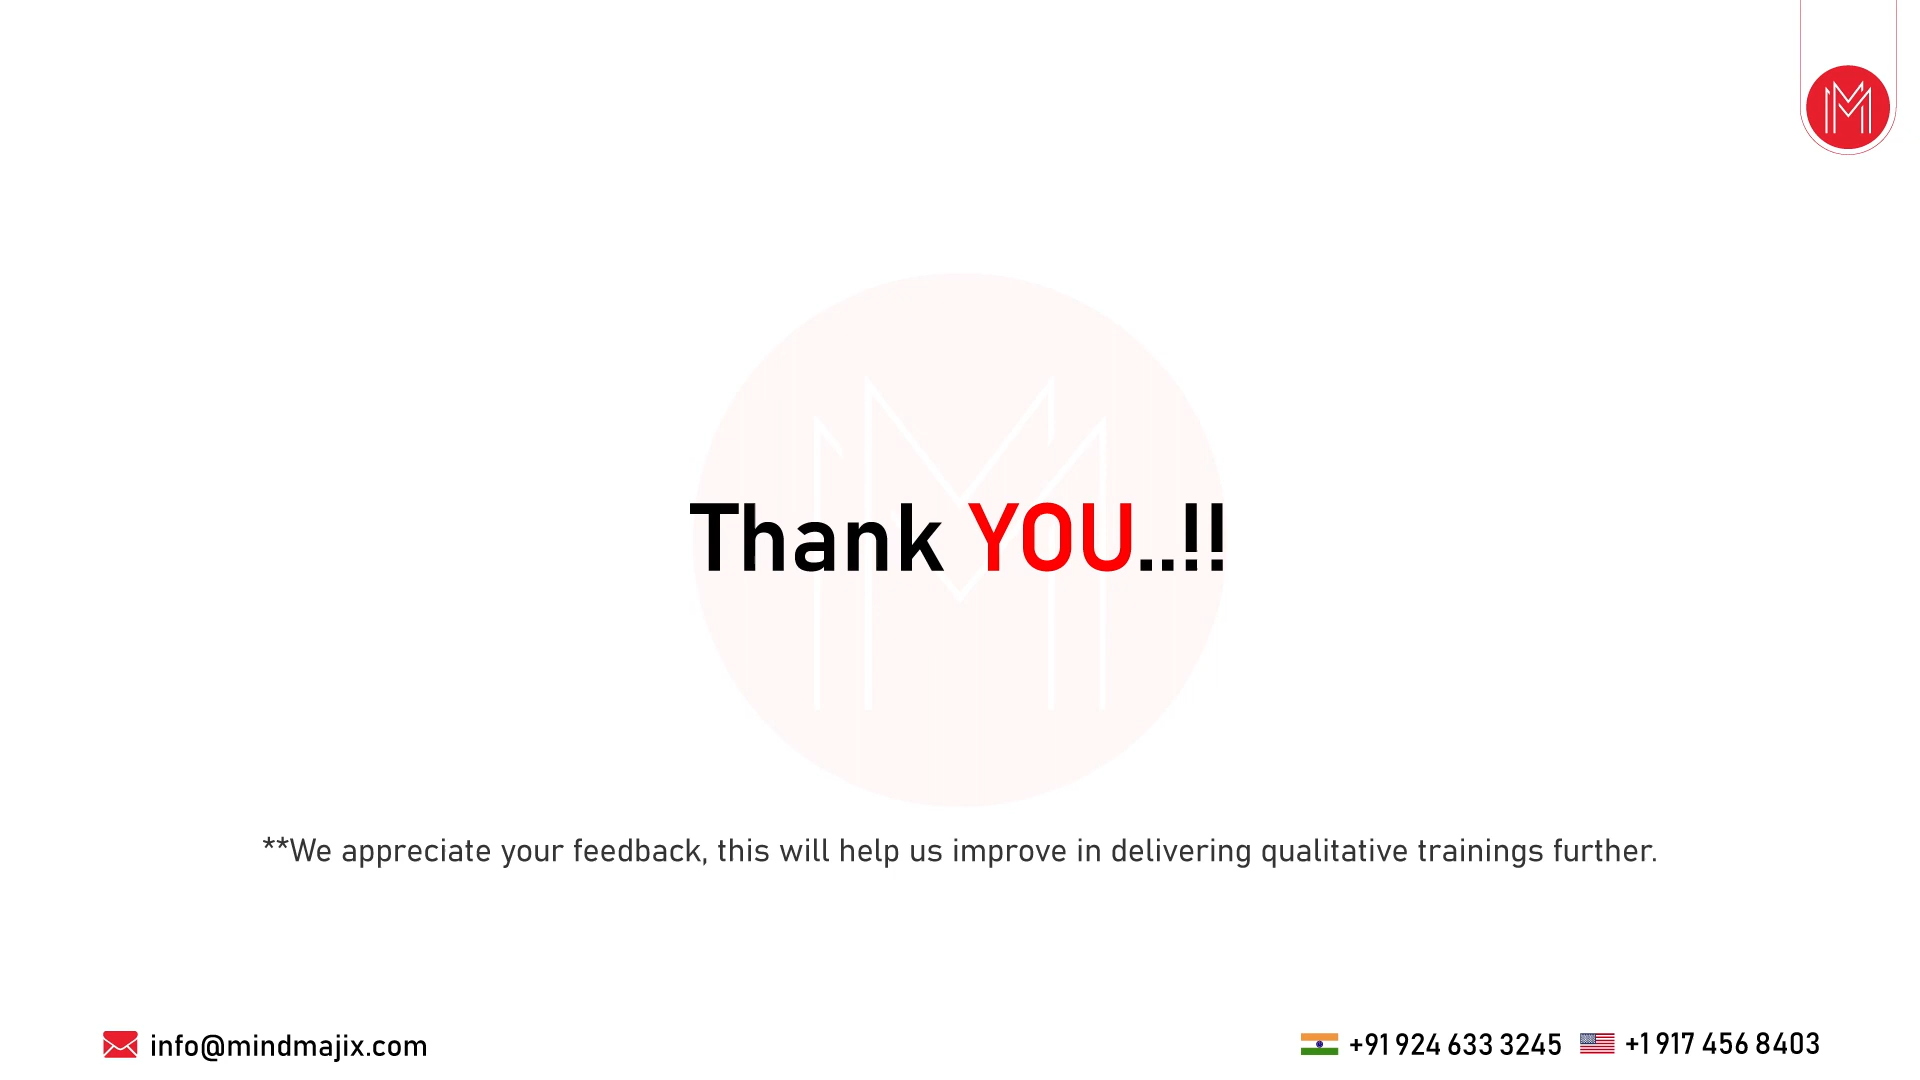 Thank YOU..!!
**We appreciate your feedback, this will help us improve in delivering qualitative trainings further.
info@mindmajix.com
+91 924 633 3245
+1 917 456 8403